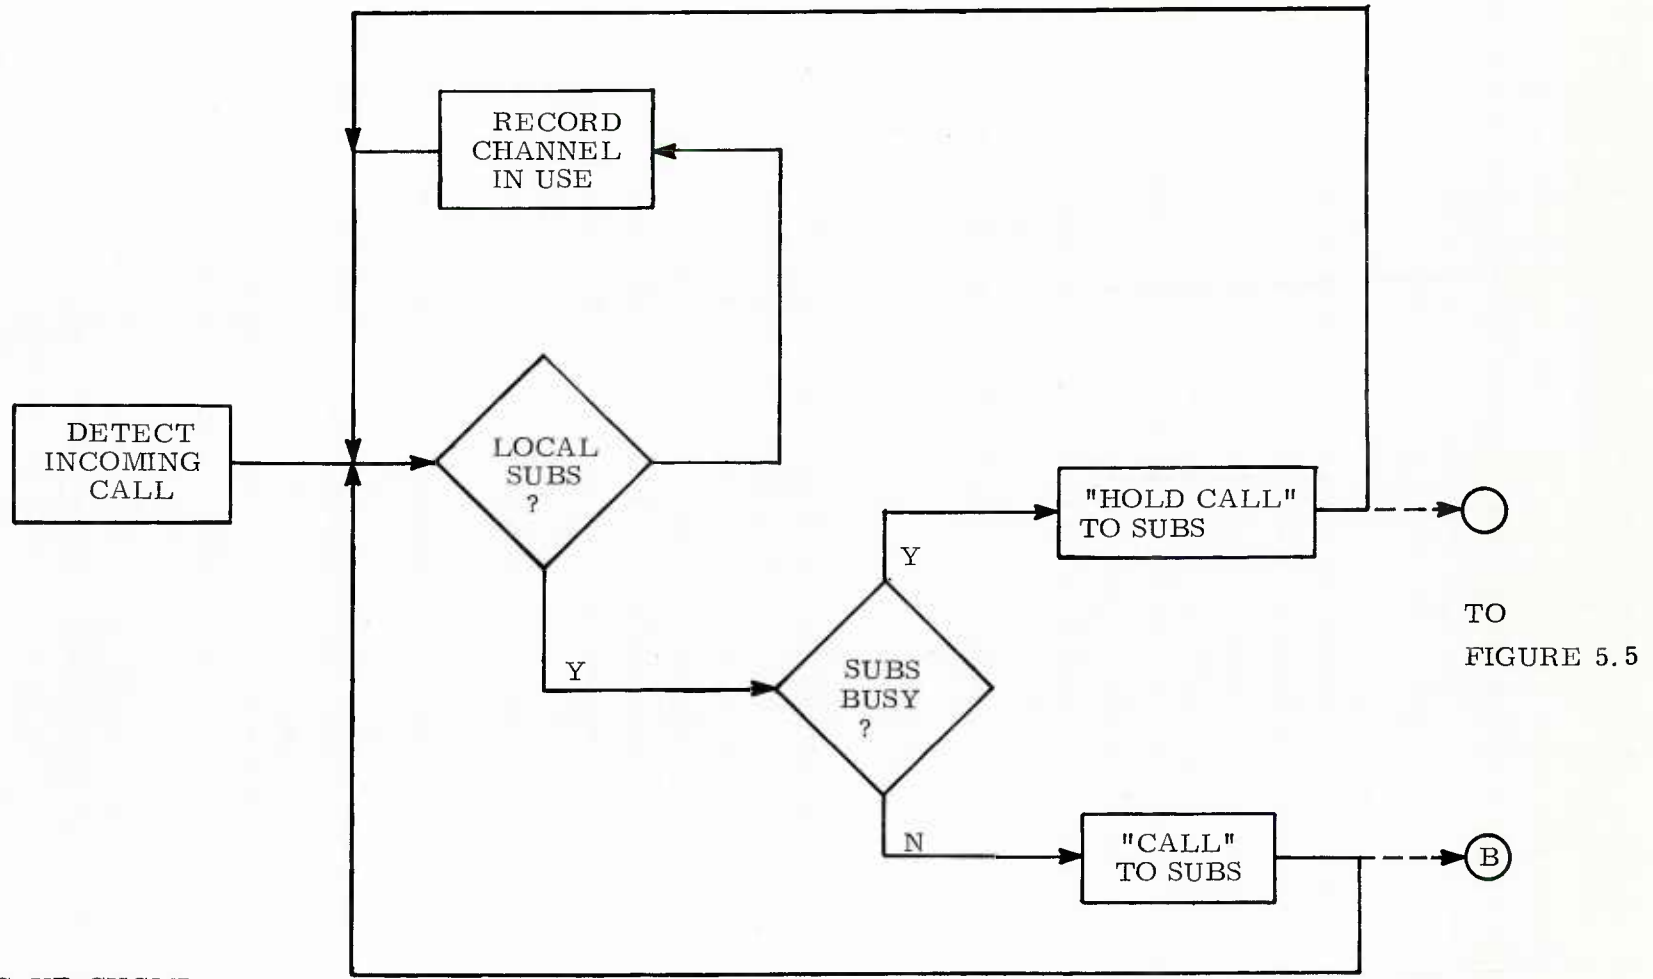 RECORD
CHANNEL
IN USE
DETECT
INCOMING
CALL
LOCAL
SUBS
?
Y
"HOLD CALL"
TO SUBS
Y
TO
FIGURE 5.5
SUBS
BUSY
?
N
"CALL"
TO SUBS
B